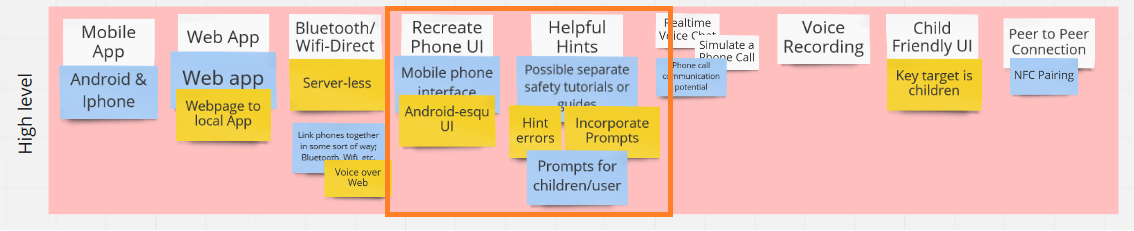 High level
Mobile
App
Android &
Iphone
Web App
Web app
Webpage to
local App
Bluetooth/
Wifi-Direct
Server-less
Link phones together
in some sort of way;
Bluetooth, Wifi, etc.
Voice over
Web
Recreate
Phone UI
Mobile phone
interface
Android-esqu
UI
Helpful
Hints
Possible separate
safety tutorials or
guides
Hint
errors
Incorporate
Prompts
Prompts for
children/user
Realtime
Voice Chat
Simulate a
Phone Call
Phone call
communication
potential
Voice
Recording
Child
Friendly UI
Key target is
children
Peer to Peer
Connection
NFC Pairing